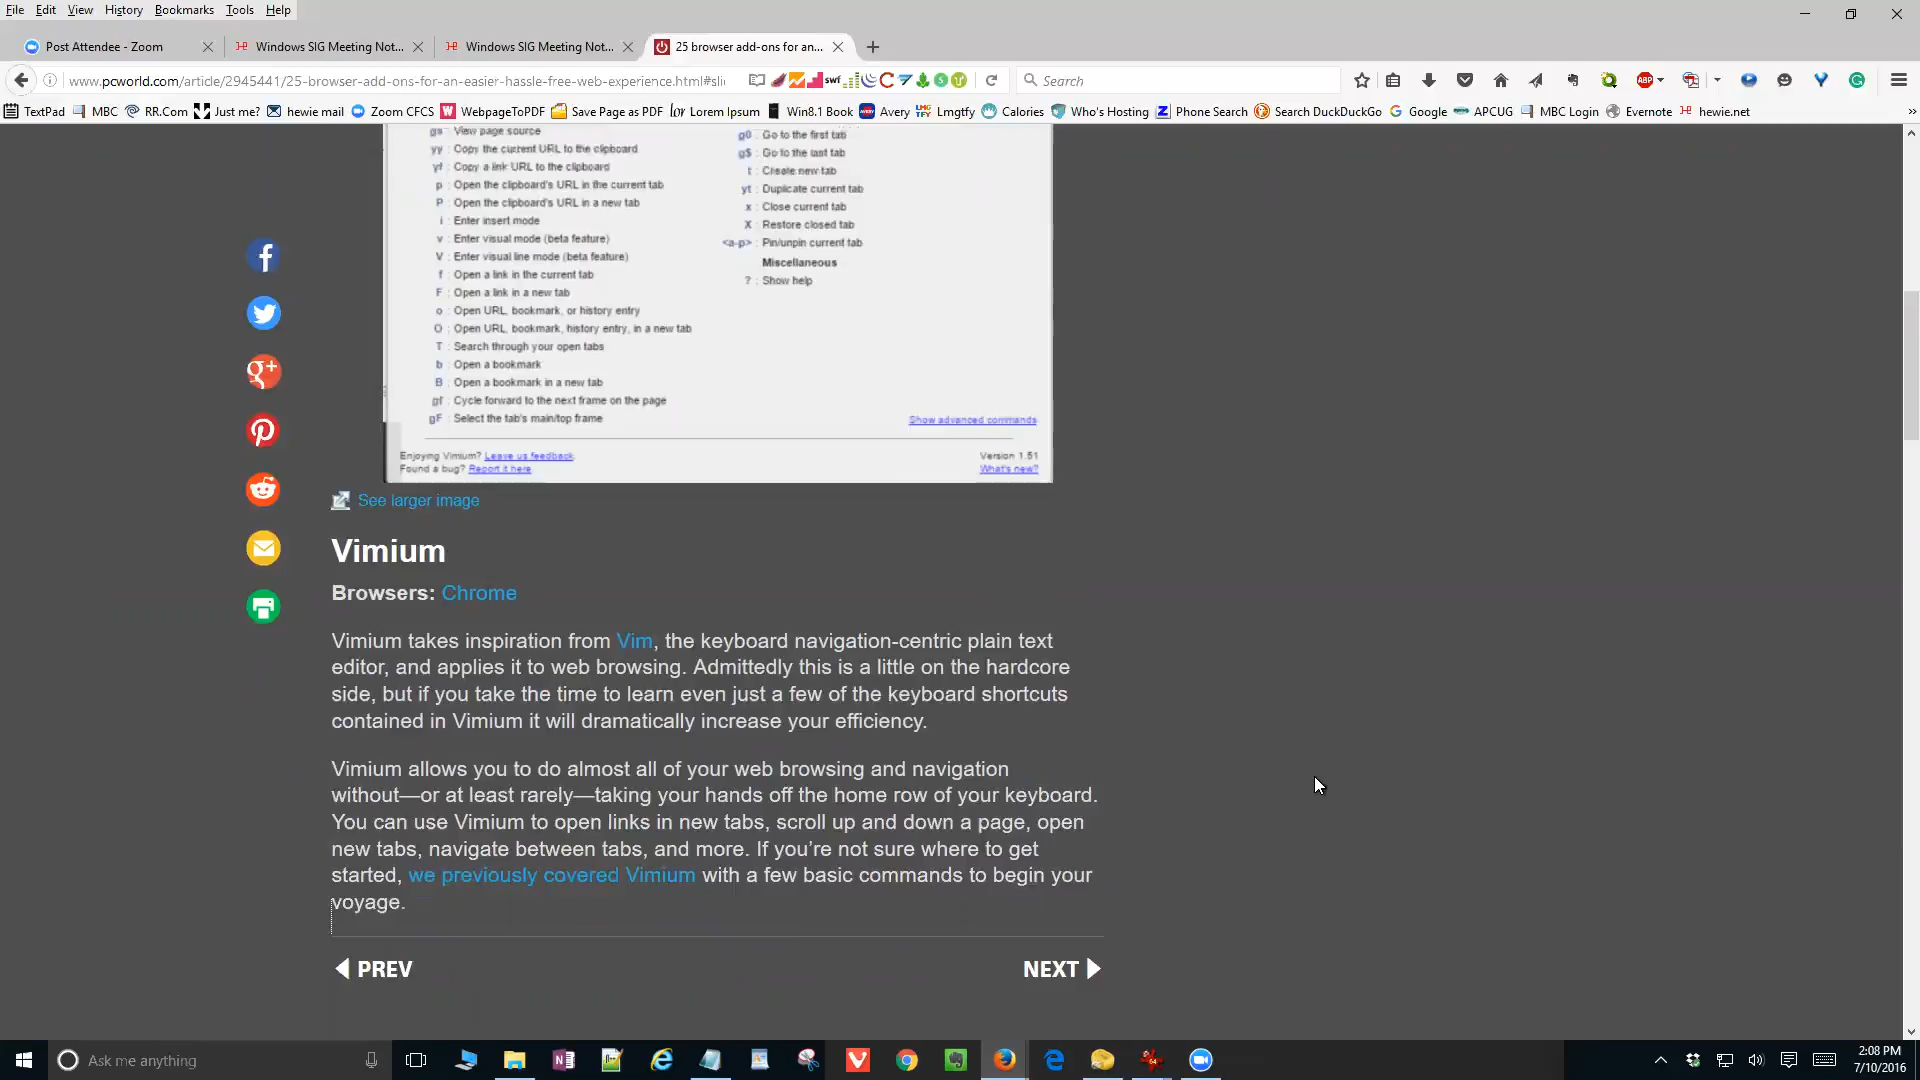 File Edit View History Bookmarks Tools Help
Post Attendee - Zoom
Windows SIG Meeting Not...
Windows SIG Meeting Not...
25 browser add-ons for an...
www.pcworld.com/article/2945441/25-browser-add-ons-for-an-easier-hassle-free-web-experience.html#sli
swf
Search
ABP
TextPad MBC RR.Com Just me? hewie mail Zoom CFCS WebpageToPDF Save Page as PDF Lorem Ipsum Win8.1 Book Avery Lmgtfy Calories Who's Hosting Phone Search Search DuckDuckGo Google APCUG MBC Login Evernote hewie.net
gs : View page source
yy : Copy the current URL to the clipboard
yf : Copy a link URL to the clipboard
p : Open the clipboard's URL in the current tab
P : Open the clipboard's URL in a new tab
i : Enter insert mode
v : Enter visual mode (beta feature)
V : Enter visual line mode (beta feature)
f : Open a link in the current tab
F : Open a link in a new tab
o : Open URL, bookmark, or history entry
O : Open URL, bookmark, history entry, in a new tab
T : Search through your open tabs
b : Open a bookmark
B : Open a bookmark in a new tab
gf : Cycle forward to the next frame on the page
gF : Select the tab's main/top frame
g0 : Go to the first tab
g$ : Go to the last tab
t : Create new tab
yt : Duplicate current tab
x : Close current tab
X : Restore closed tab
<a-p> : Pin/unpin current tab
Miscellaneous
? : Show help
Show advanced commands
Enjoying Vimium? Leave us feedback.
Found a bug? Report it here
Version 1.51
What's new?
See larger image
Vimium
Browsers: Chrome
Vimium takes inspiration from Vim, the keyboard navigation-centric plain text
editor, and applies it to web browsing. Admittedly this is a little on the hardcore
side, but if you take the time to learn even just a few of the keyboard shortcuts
contained in Vimium it will dramatically increase your efficiency.
Vimium allows you to do almost all of your web browsing and navigation
without—or at least rarely—taking your hands off the home row of your keyboard.
You can use Vimium to open links in new tabs, scroll up and down a page, open
new tabs, navigate between tabs, and more. If you're not sure where to get
started, we previously covered Vimium with a few basic commands to begin your
voyage.
PREV
NEXT
Ask me anything
2:08 PM
7/10/2016